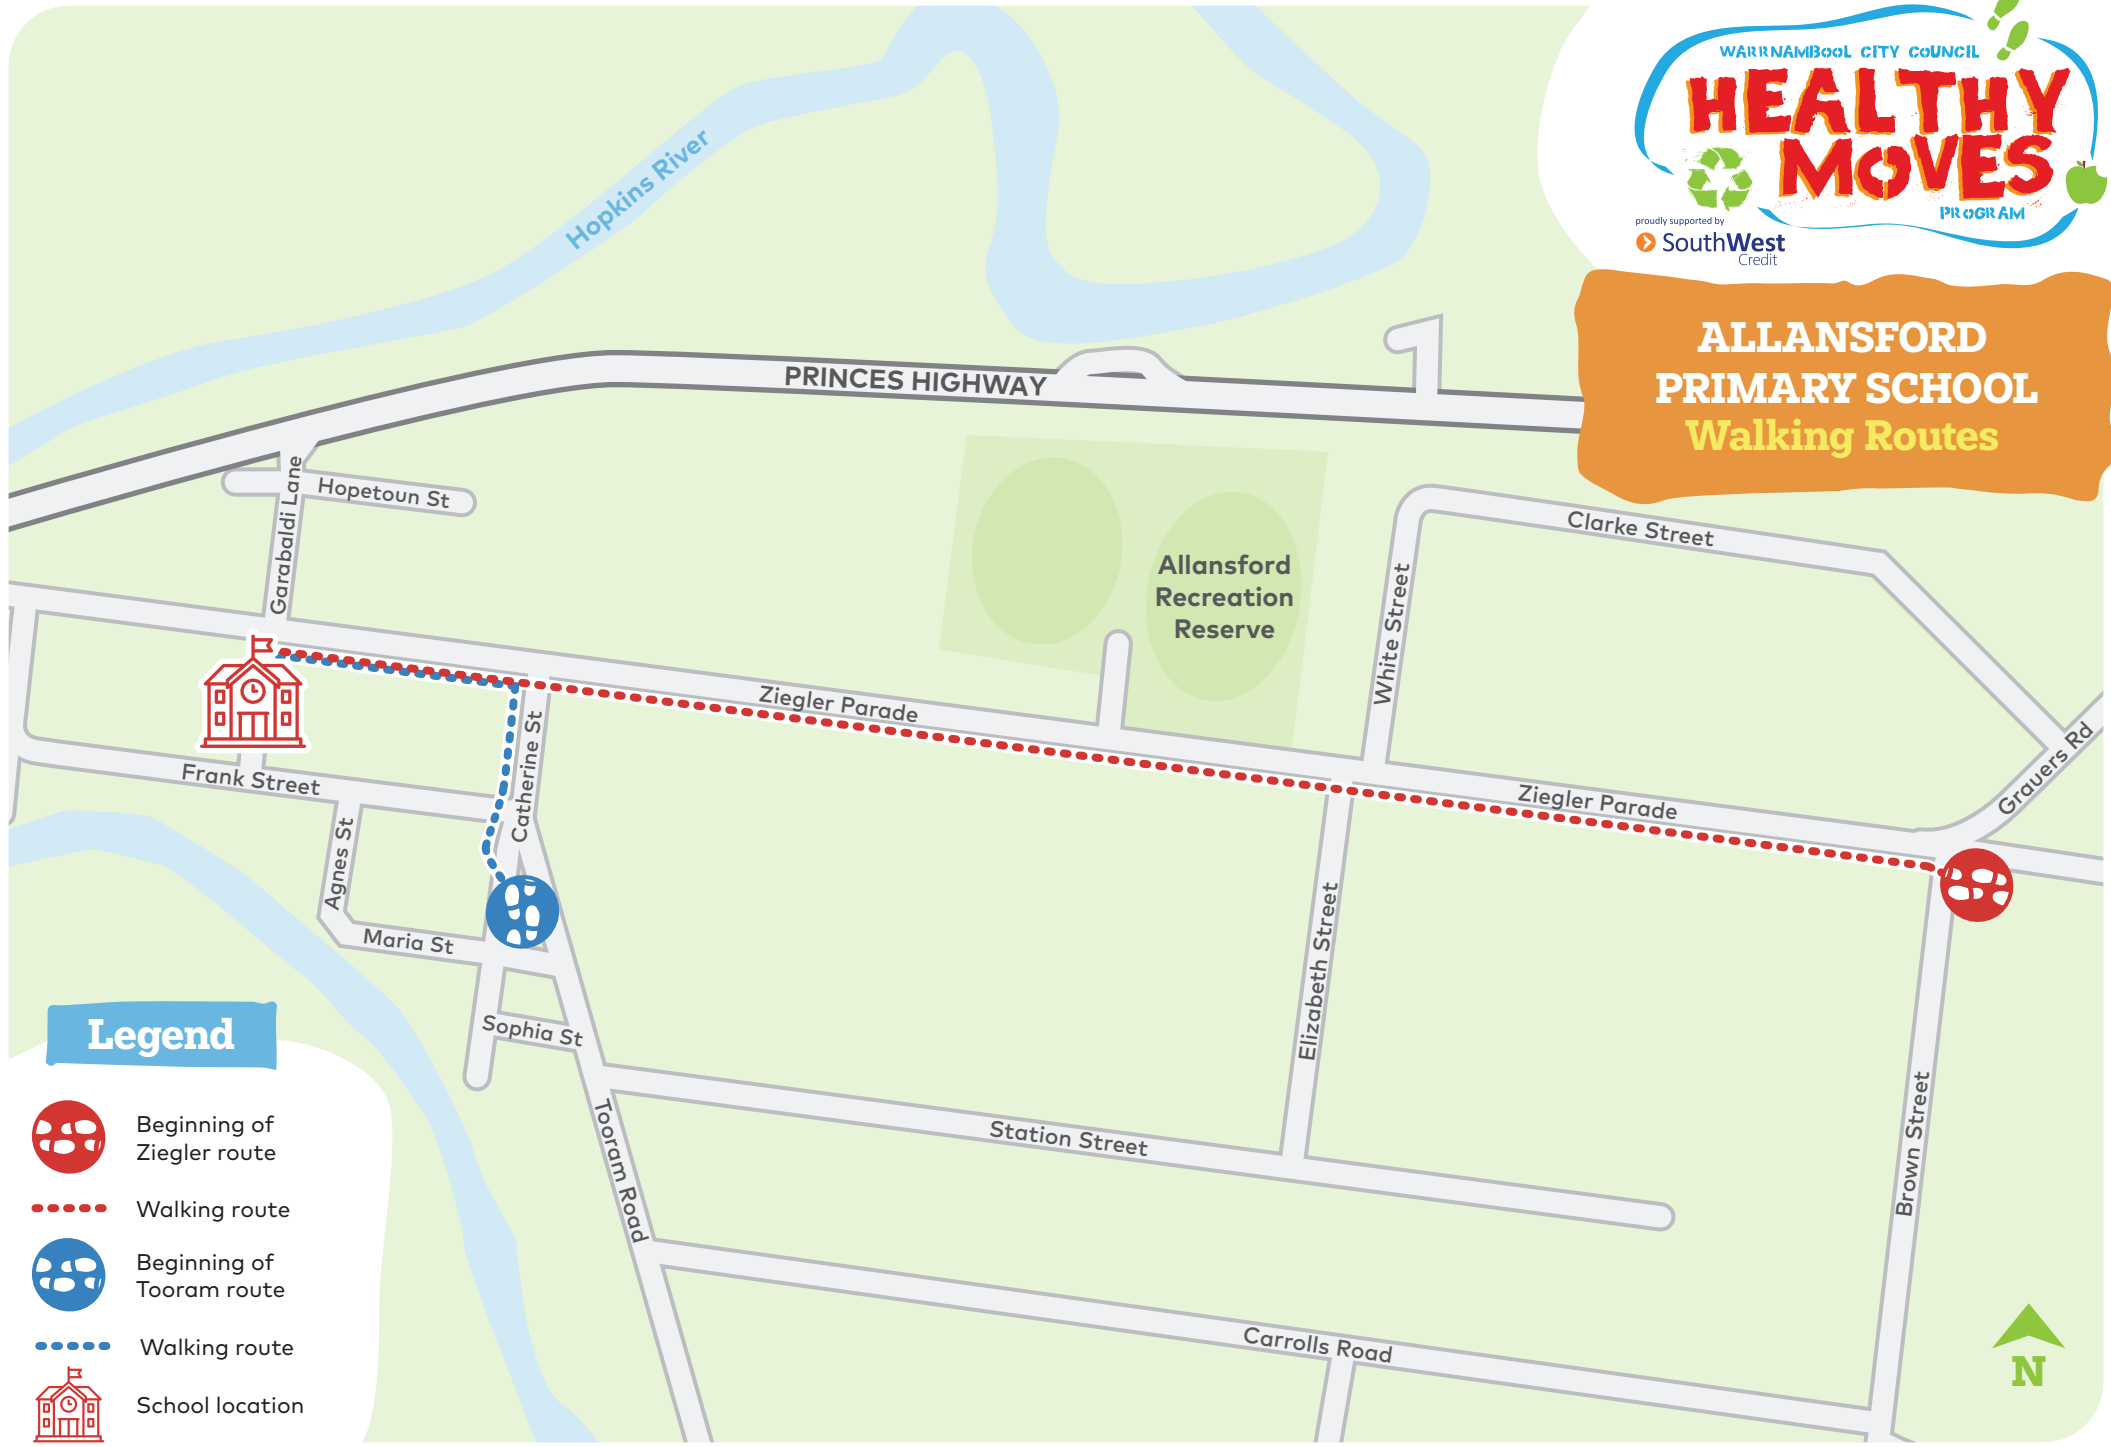 WARRNAMBOOL CITY COUNCIL
HEALTHY
MOVES
PROGRAM
proudly supported by
SouthWest
Credit
ALLANSFORD
PRIMARY SCHOOL
Walking Routes
Hopkins River
PRINCES HIGHWAY
Garabaldi Lane
Hopetoun St
Allansford
Recreation
Reserve
Clarke Street
White Street
Ziegler Parade
Ziegler Parade
Grauers Rd
Frank Street
Catherine St
Agnes St
Maria St
Sophia St
Elizabeth Street
Station Street
Tooram Road
Brown Street
Carrolls Road
Legend
Beginning of
Ziegler route
Walking route
Beginning of
Tooram route
Walking route
School location
N